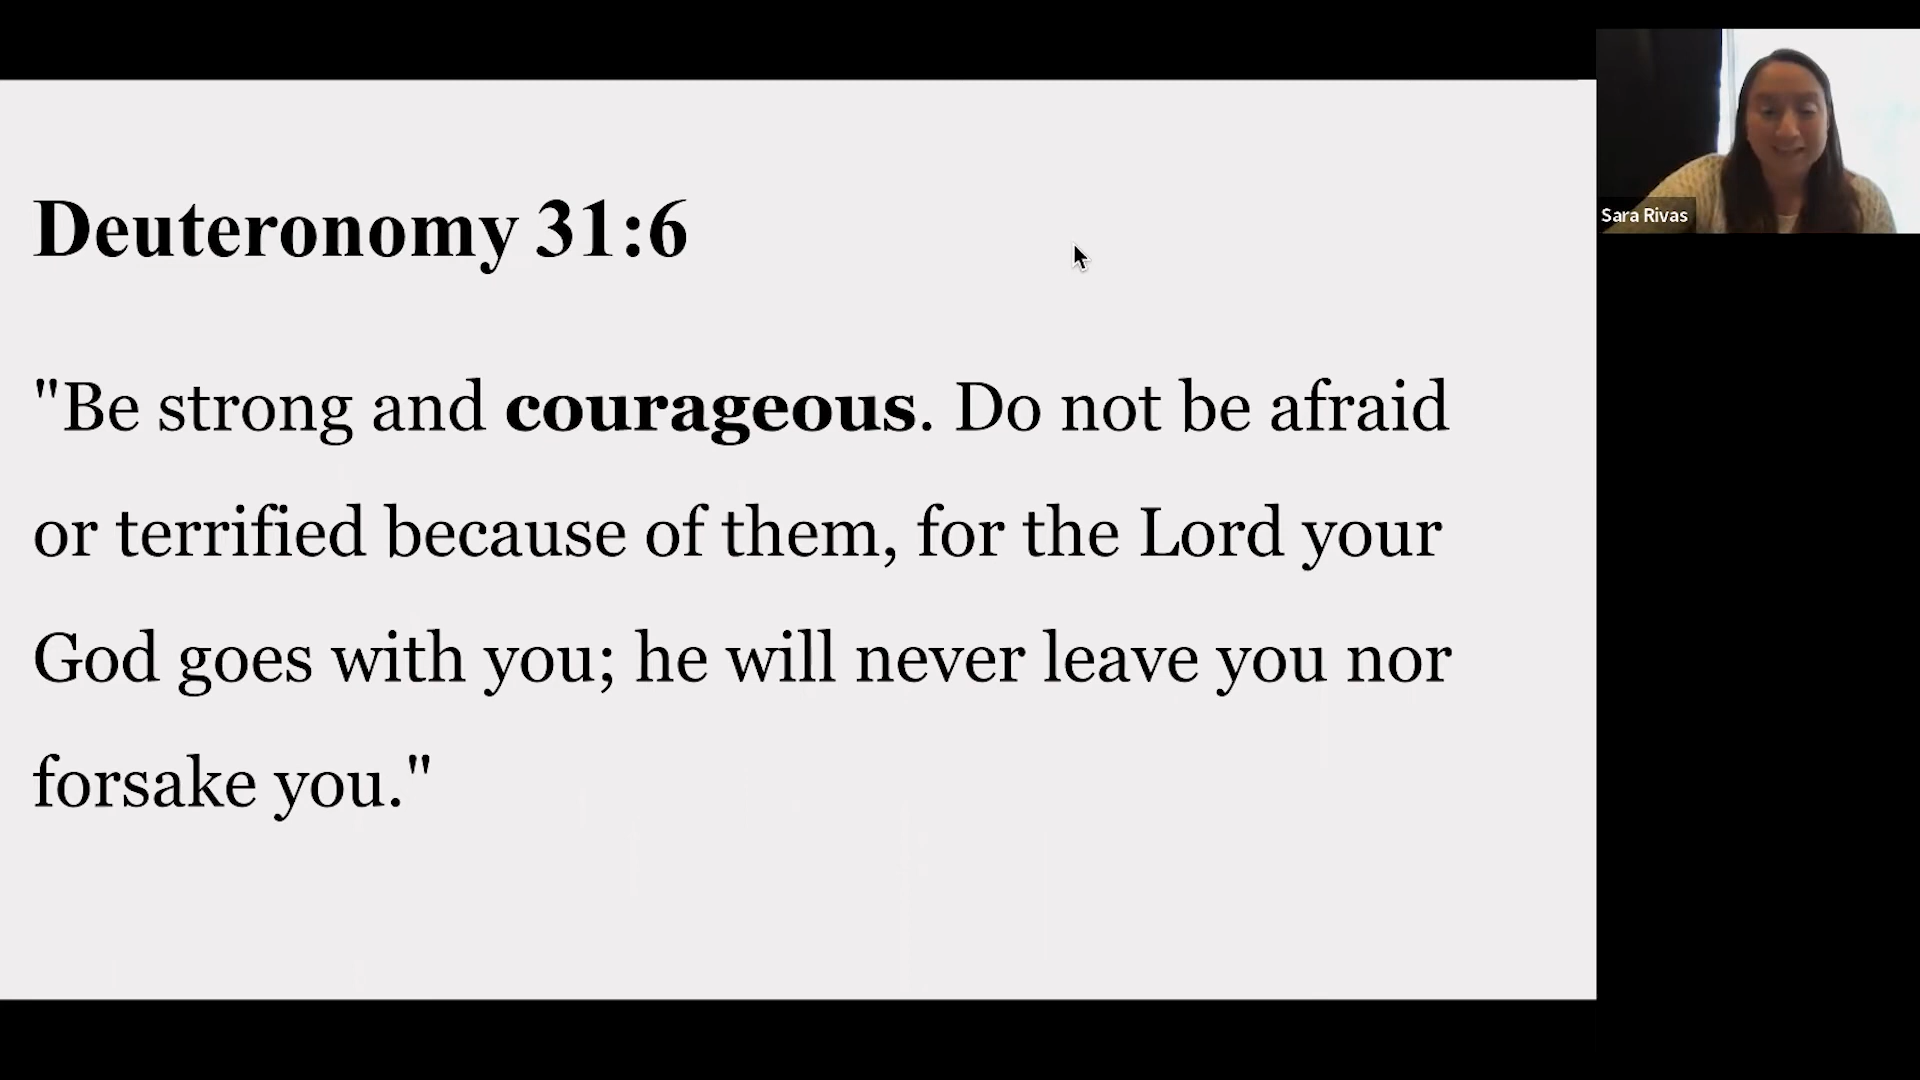 Deuteronomy 31:6
"Be strong and courageous. Do not be afraid
or terrified because of them, for the Lord your
God goes with you; he will never leave you nor
forsake you."
Sara Rivas